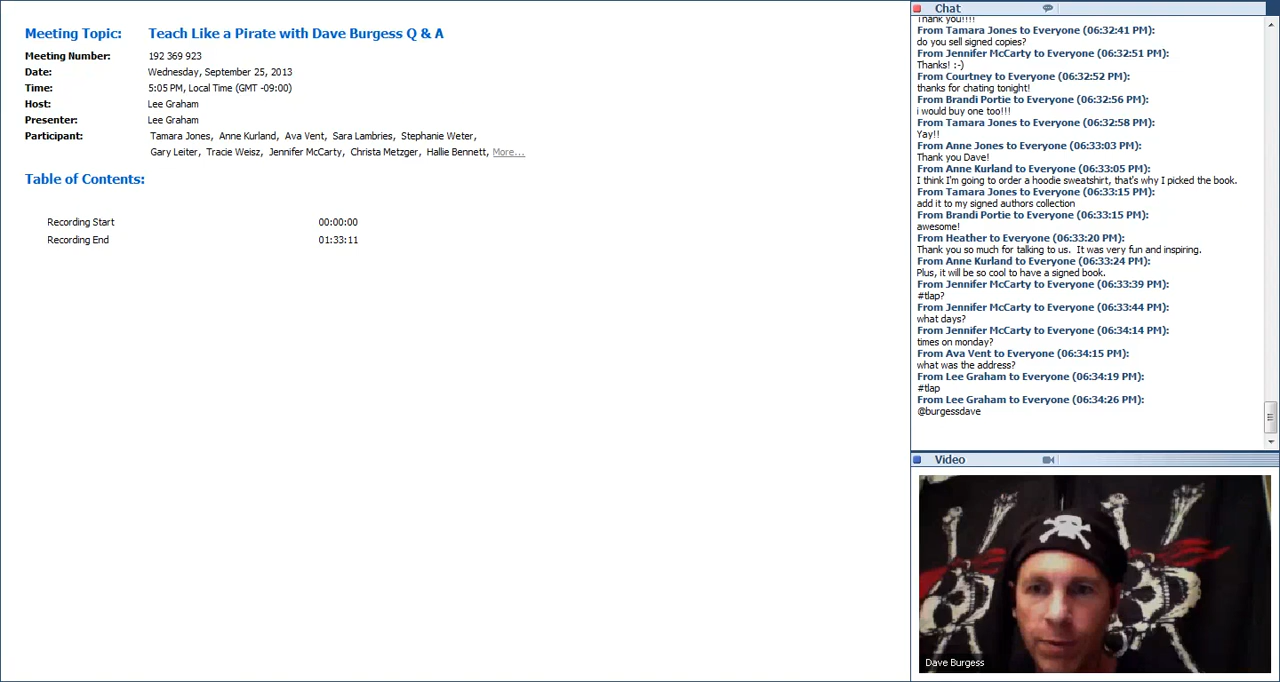 Meeting Topic: Teach Like a Pirate with Dave Burgess Q & A
Meeting Number: 192 369 923
Date: Wednesday, September 25, 2013
Time: 5:05 PM, Local Time (GMT -09:00)
Host: Lee Graham
Presenter: Lee Graham
Participant: Tamara Jones, Anne Kurland, Ava Vent, Sara Lambries, Stephanie Weter,
Gary Leiter, Tracie Weisz, Jennifer McCarty, Christa Metzger, Hallie Bennett, More...
Table of Contents:
Recording Start 00:00:00
Recording End 01:33:11
Chat
Thank you!!!!
From Tamara Jones to Everyone (06:32:41 PM):
do you sell signed copies?
From Jennifer McCarty to Everyone (06:32:51 PM):
Thanks! :-)
From Courtney to Everyone (06:32:52 PM):
thanks for chating tonight!
From Brandi Portie to Everyone (06:32:56 PM):
i would buy one too!!!
From Tamara Jones to Everyone (06:32:58 PM):
Yay!!
From Anne Jones to Everyone (06:33:03 PM):
Thank you Dave!
From Anne Kurland to Everyone (06:33:05 PM):
I think I'm going to order a hoodie sweatshirt, that's why I picked the book.
From Tamara Jones to Everyone (06:33:15 PM):
add it to my signed authors collection
From Brandi Portie to Everyone (06:33:15 PM):
awesome!
From Heather to Everyone (06:33:20 PM):
Thank you so much for talking to us.  It was very fun and inspiring.
From Anne Kurland to Everyone (06:33:24 PM):
Plus, it will be so cool to have a signed book.
From Jennifer McCarty to Everyone (06:33:39 PM):
#tlap?
From Jennifer McCarty to Everyone (06:33:44 PM):
what days?
From Jennifer McCarty to Everyone (06:34:14 PM):
times on monday?
From Ava Vent to Everyone (06:34:15 PM):
what was the address?
From Lee Graham to Everyone (06:34:19 PM):
#tlap
From Lee Graham to Everyone (06:34:26 PM):
@burgessdave
Video
Dave Burgess